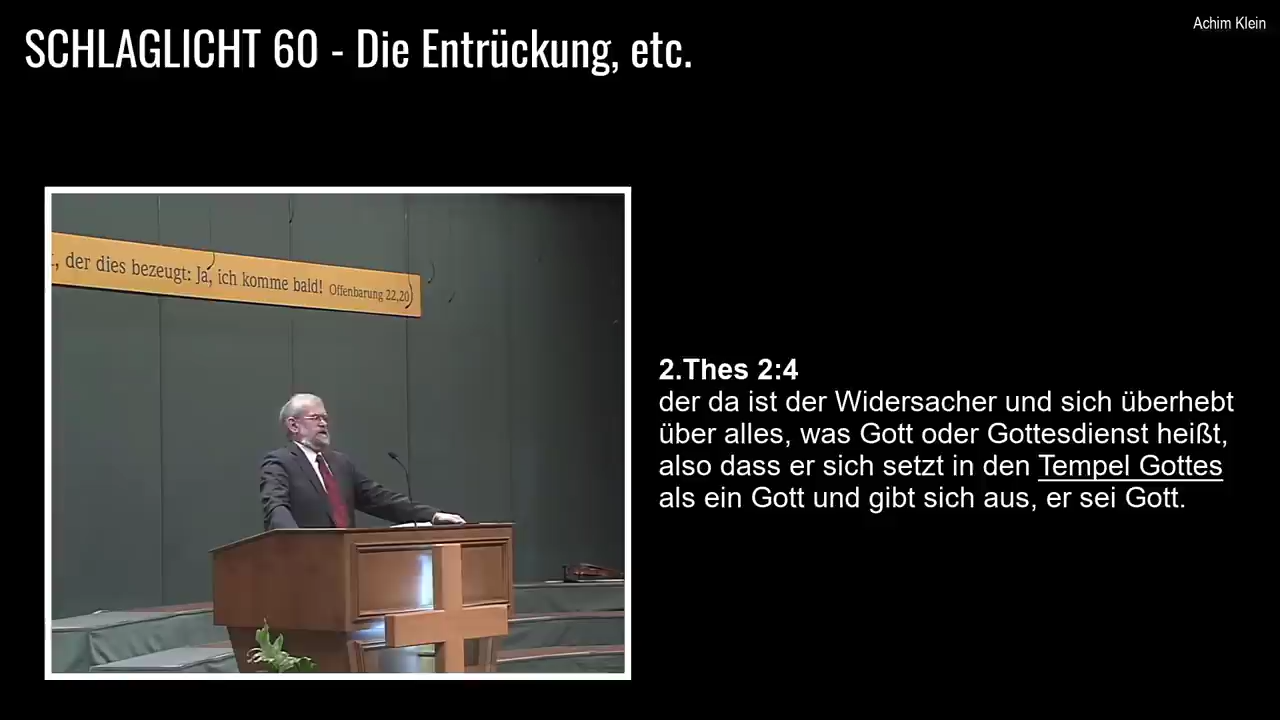 SCHLAGLICHT 60 - Die Entrückung, etc.
Achim Klein
, der dies bezeugt: Ja, ich komme bald! Offenbarung 22,20
2.Thes 2:4
der da ist der Widersacher und sich überhebt
über alles, was Gott oder Gottesdienst heißt,
also dass er sich setzt in den Tempel Gottes
als ein Gott und gibt sich aus, er sei Gott.